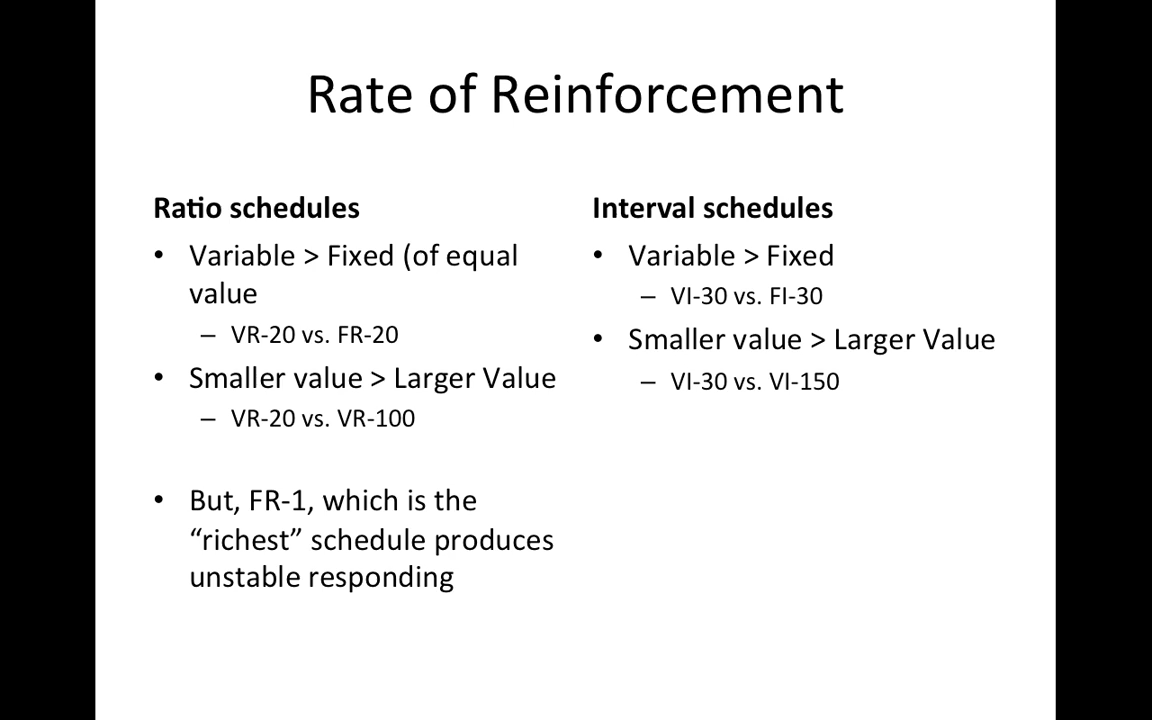 Rate of Reinforcement
Ratio schedules
• Variable > Fixed (of equal
value
– VR-20 vs. FR-20
• Smaller value > Larger Value
– VR-20 vs. VR-100
• But, FR-1, which is the
“richest” schedule produces
unstable responding
Interval schedules
• Variable > Fixed
– VI-30 vs. FI-30
• Smaller value > Larger Value
– VI-30 vs. VI-150